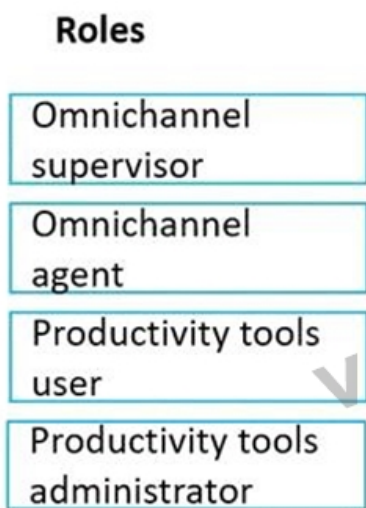 Roles
Omnichannel
supervisor
Omnichannel
agent
Productivity tools
user
Productivity tools
administrator